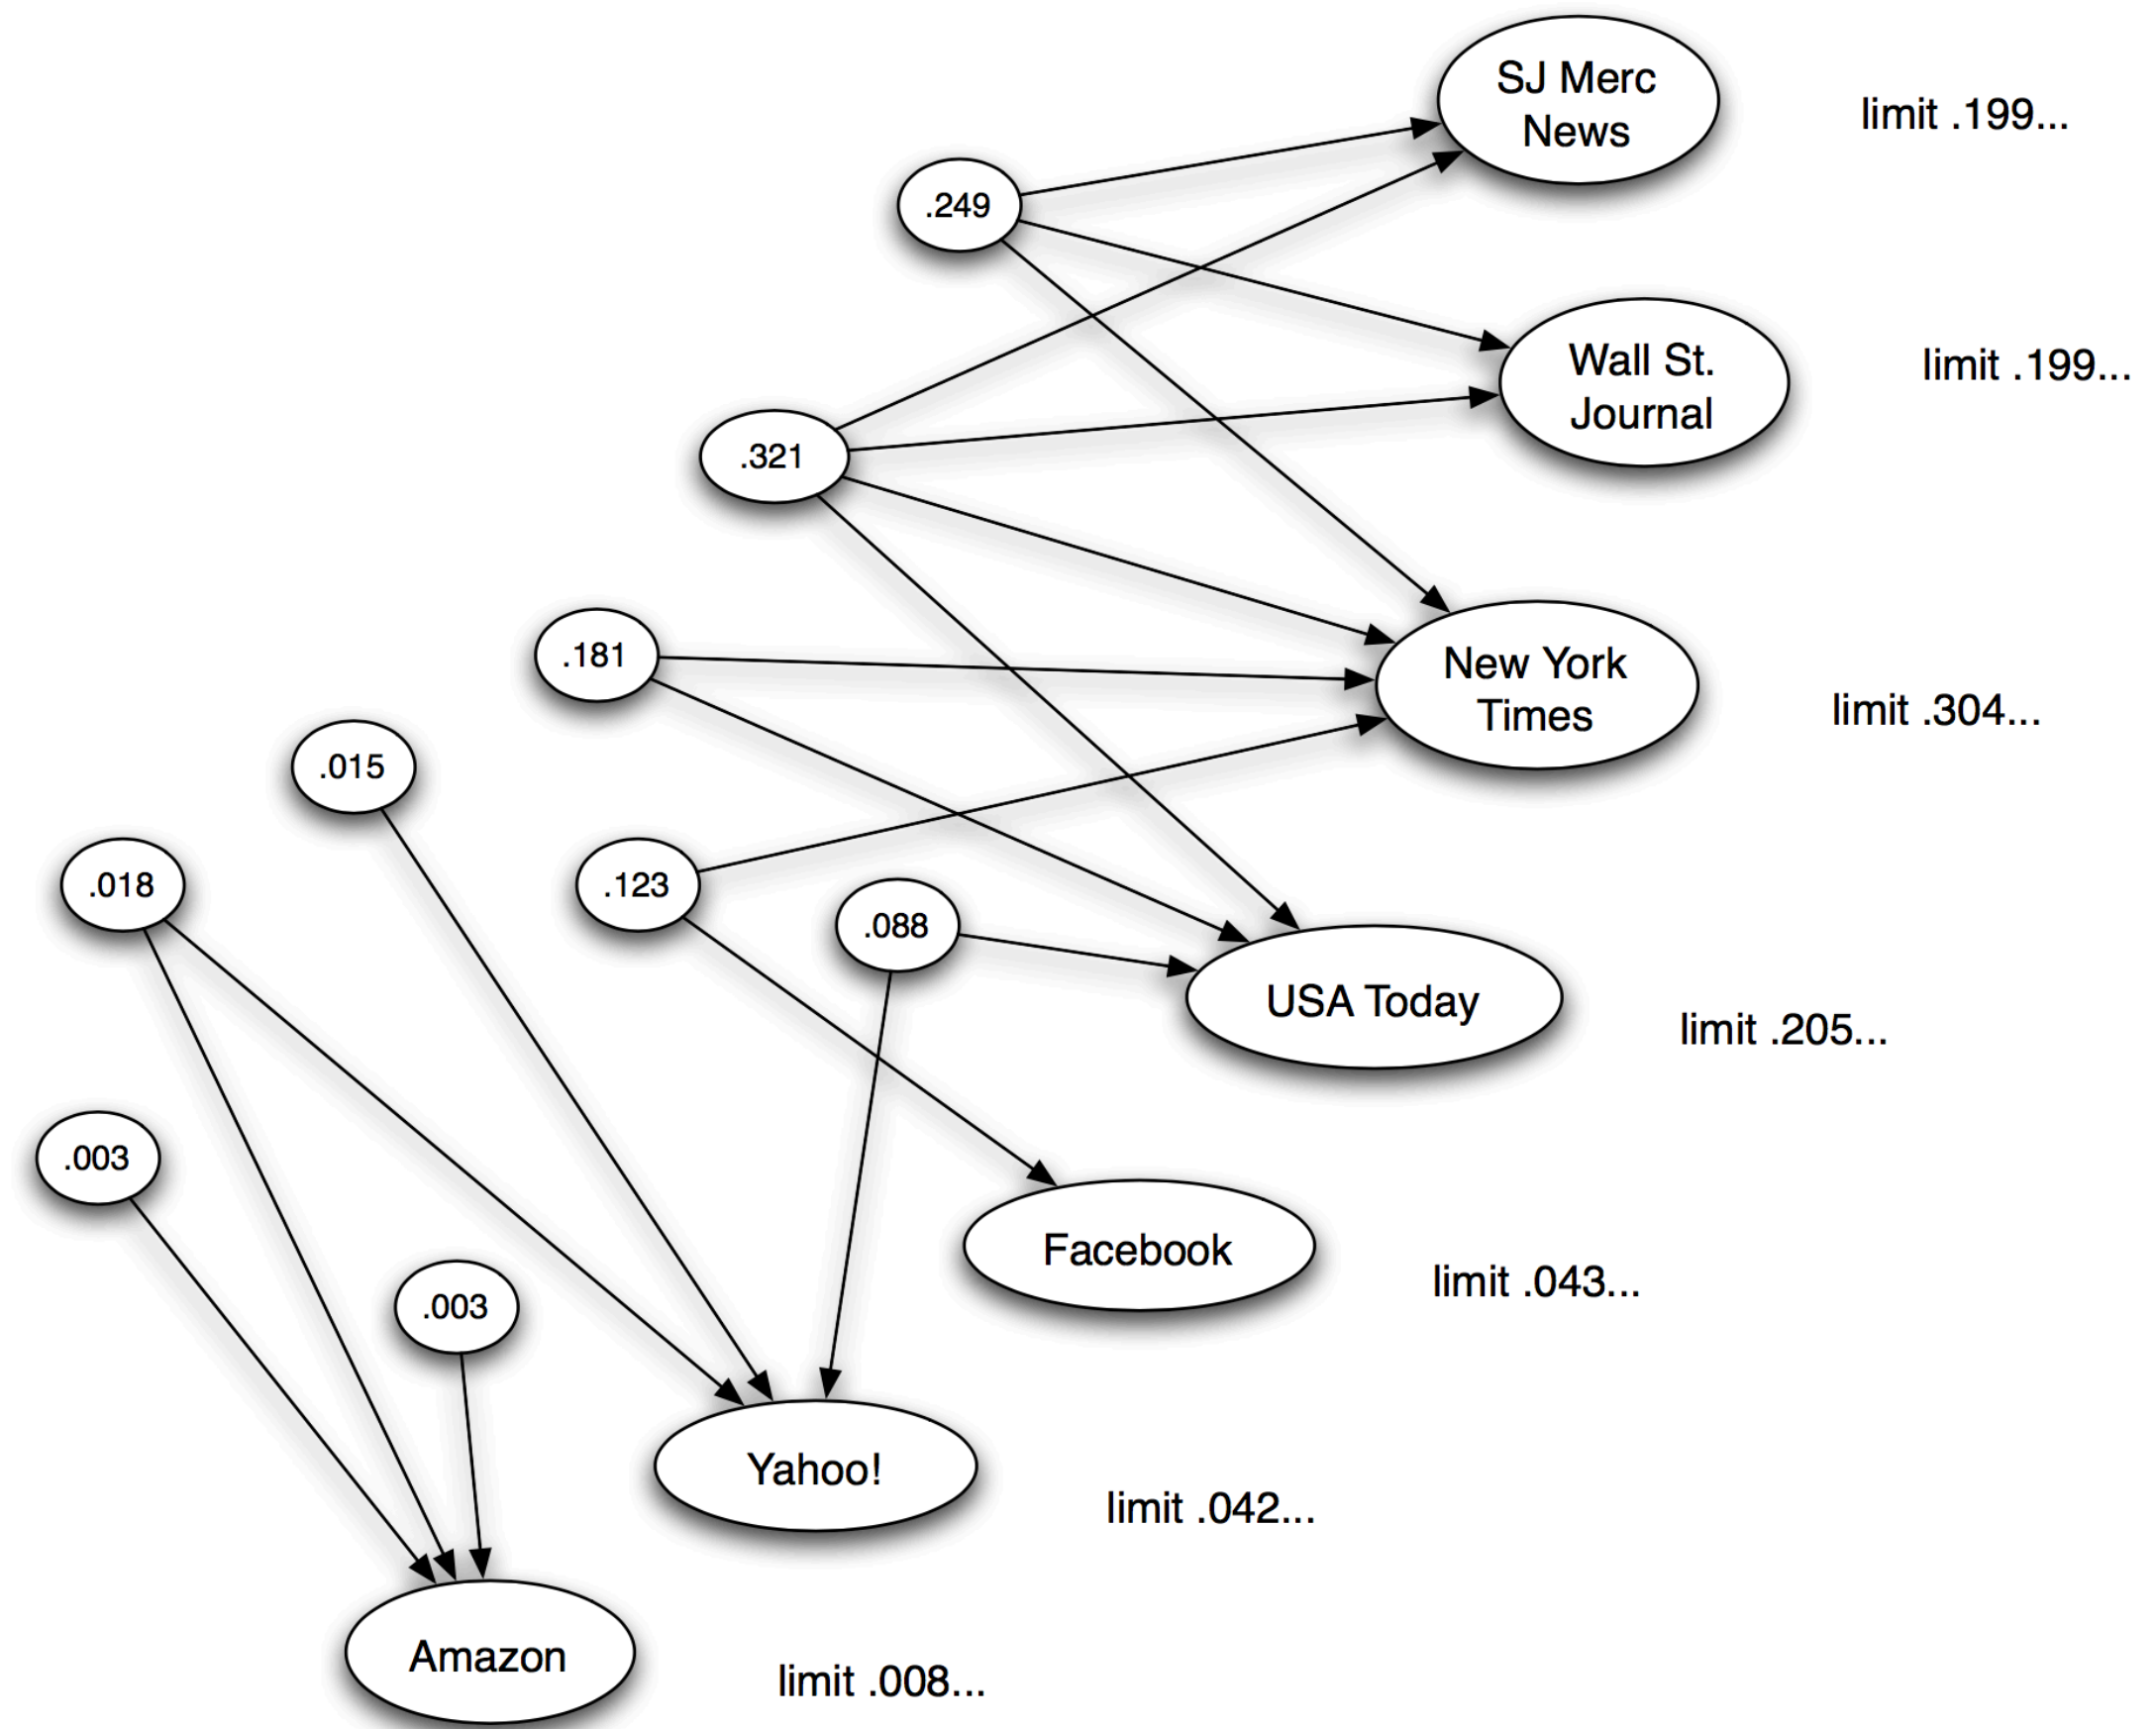 SJ Merc
News
limit .199...
.249
Wall St.
Journal
limit .199...
.321
.181
New York
Times
limit .304...
.015
.018
.123
.088
USA Today
limit .205...
.003
Facebook
limit .043...
.003
Yahoo!
limit .042...
Amazon
limit .008...